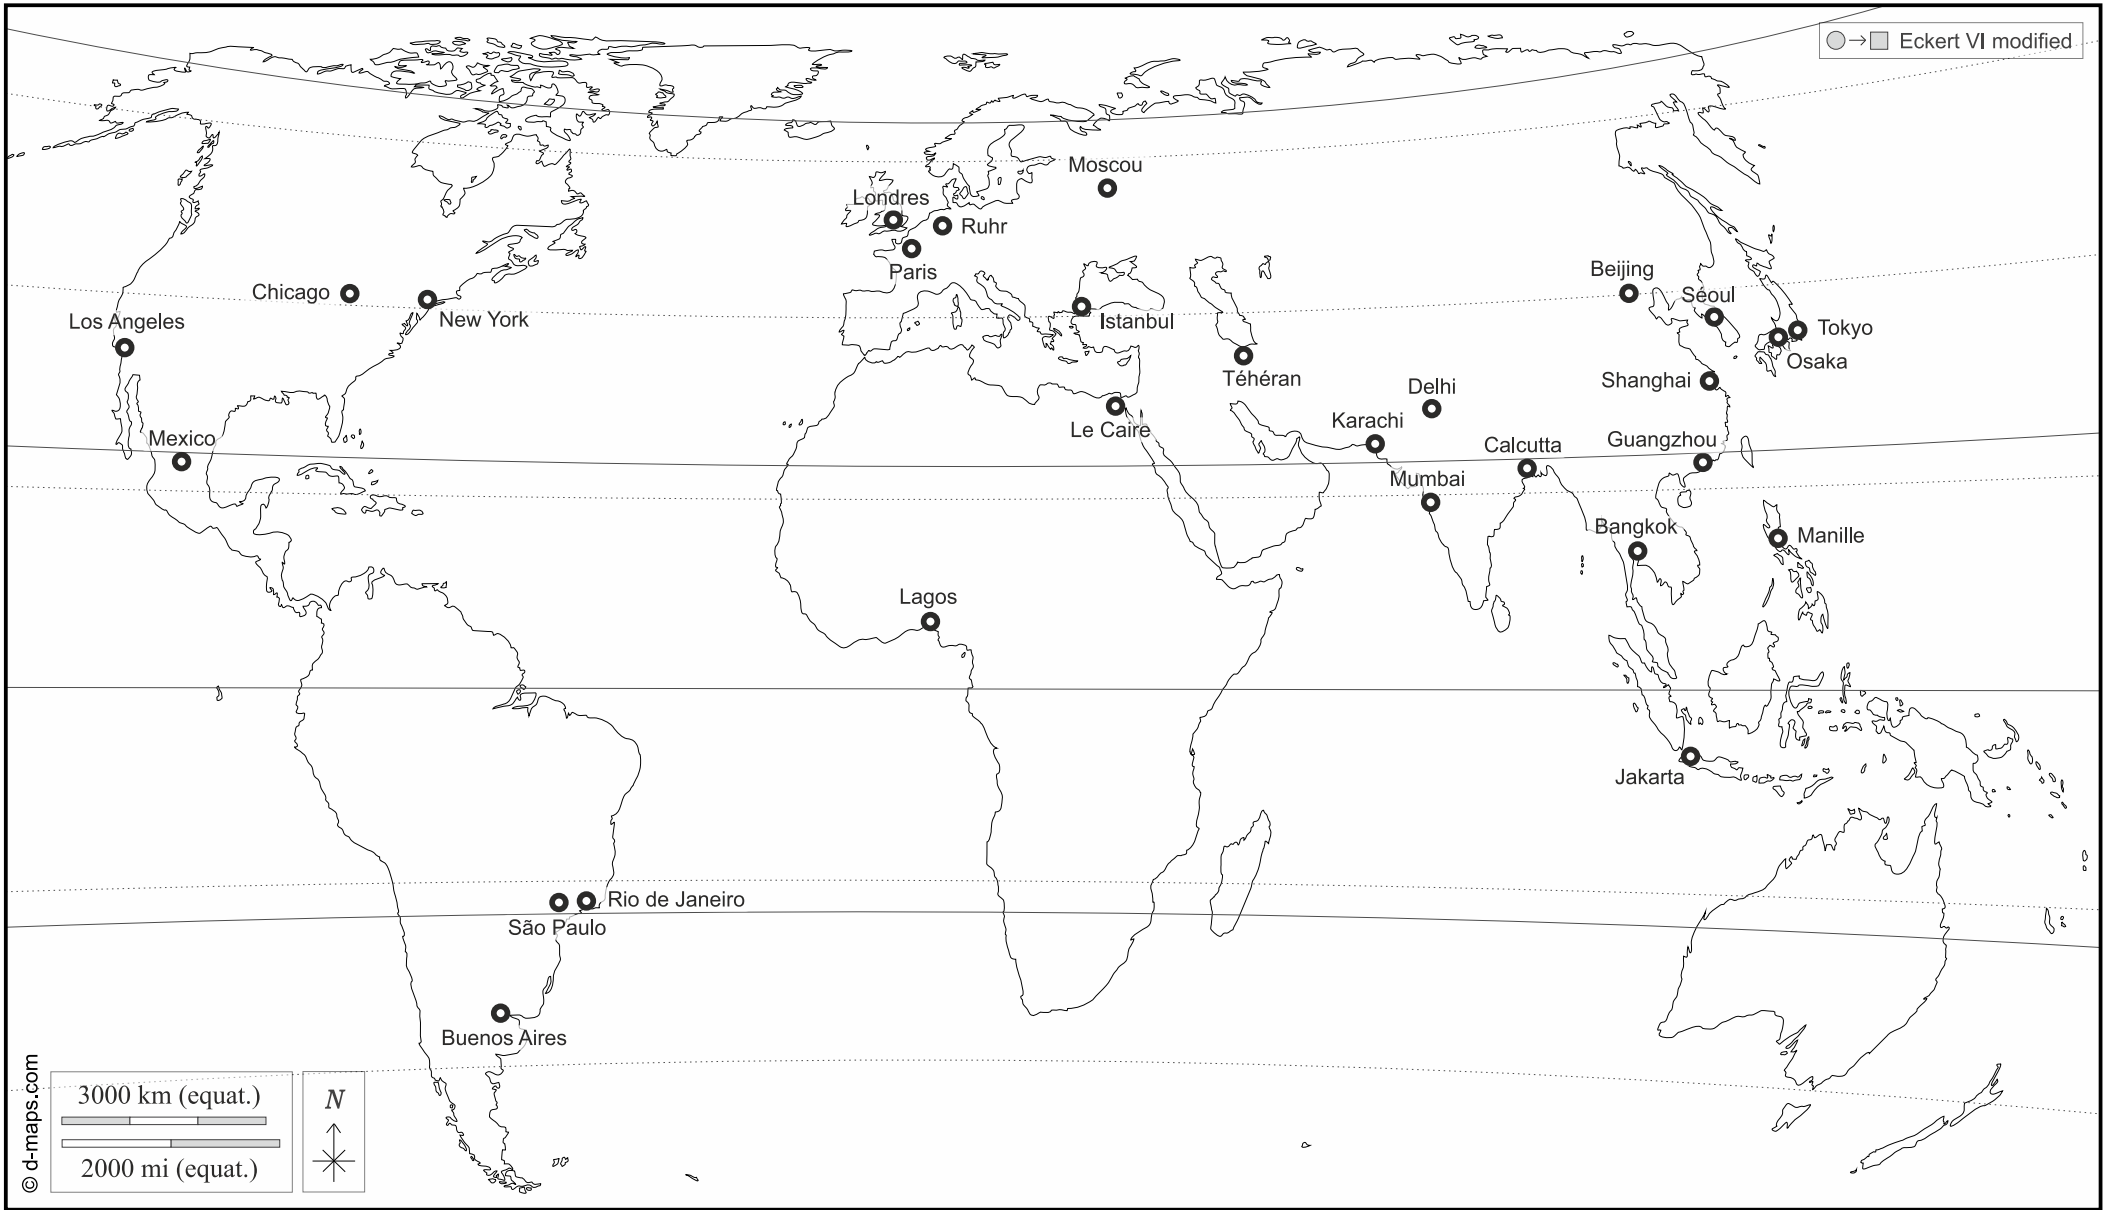 Eckert VI modified
Moscou
Londres
Ruhr
Paris
Beijing
Chicago
Séoul
New York
Los Angeles
Istanbul
Tokyo
Osaka
Téhéran
Shanghai
Delhi
Karachi
Le Caire
Mexico
Guangzhou
Calcutta
Mumbai
Bangkok
Manille
Lagos
Jakarta
Rio de Janeiro
São Paulo
Buenos Aires
© d-maps.com
3000 km (equat.)
2000 mi (equat.)
N